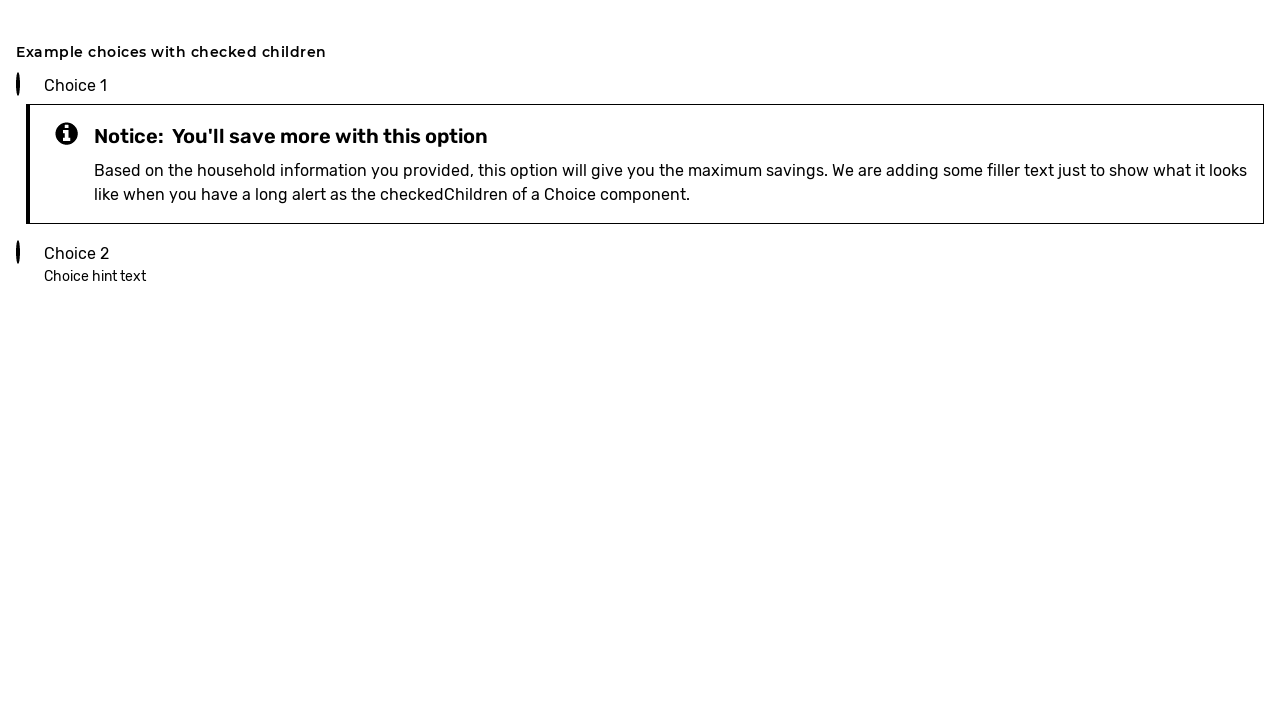 Example choices with checked children
Choice 1
Notice: You'll save more with this option
Based on the household information you provided, this option will give you the maximum savings. We are adding some filler text just to show what it looks
like when you have a long alert as the checkedChildren of a Choice component.
Choice 2
Choice hint text